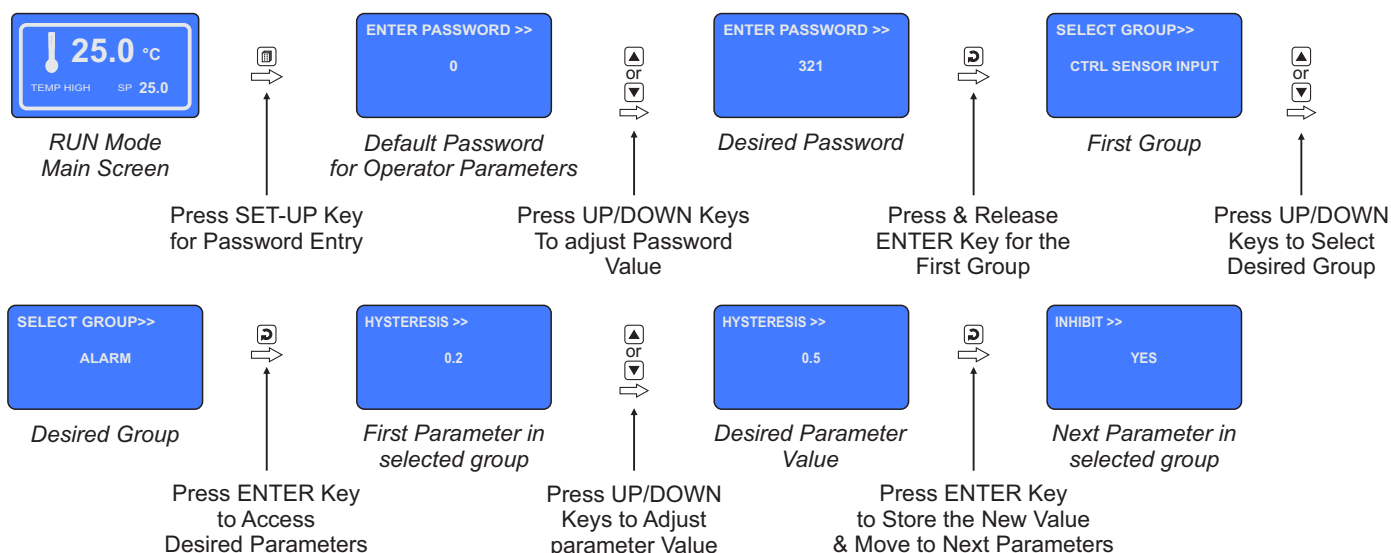 25.0 °C
TEMP HIGH SP 25.0
RUN Mode
Main Screen
Press SET-UP Key
for Password Entry
ENTER PASSWORD >>
0
Default Password
for Operator Parameters
or
Press UP/DOWN Keys
To adjust Password
Value
ENTER PASSWORD >>
321
Desired Password
Press & Release
ENTER Key for the
First Group
SELECT GROUP>>
CTRL SENSOR INPUT
First Group
or
Press UP/DOWN
Keys to Select
Desired Group
SELECT GROUP>>
ALARM
Desired Group
Press ENTER Key
to Access
Desired Parameters
HYSTERESIS >>
0.2
First Parameter in
selected group
or
Press UP/DOWN
Keys to Adjust
parameter Value
HYSTERESIS >>
0.5
Desired Parameter
Value
Press ENTER Key
to Store the New Value
& Move to Next Parameters
INHIBIT >>
YES
Next Parameter in
selected group